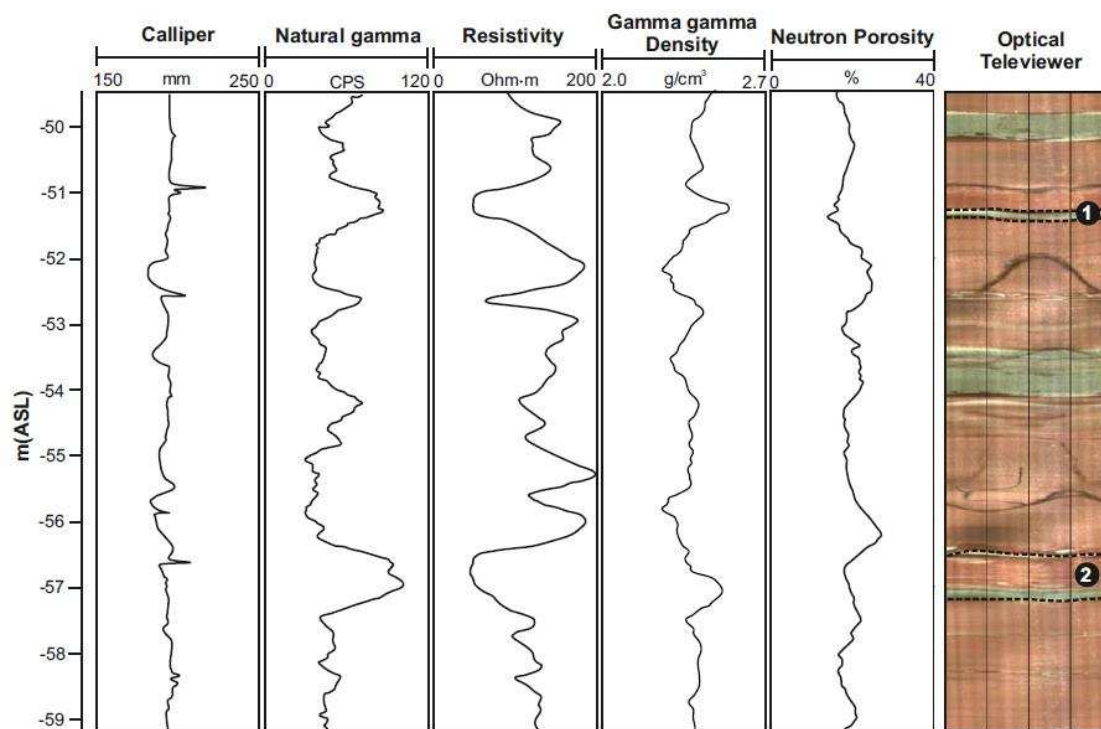 Calliper
150 mm 250
Natural gamma
0 CPS 120
Resistivity
0 Ohm-m 200
Gamma gamma
Density
2.0 g/cm³ 2.7
Neutron Porosity
0 % 40
Optical
Televiewer
m(ASL)
-50
-51
-52
-53
-54
-55
-56
-57
-58
-59
1
2